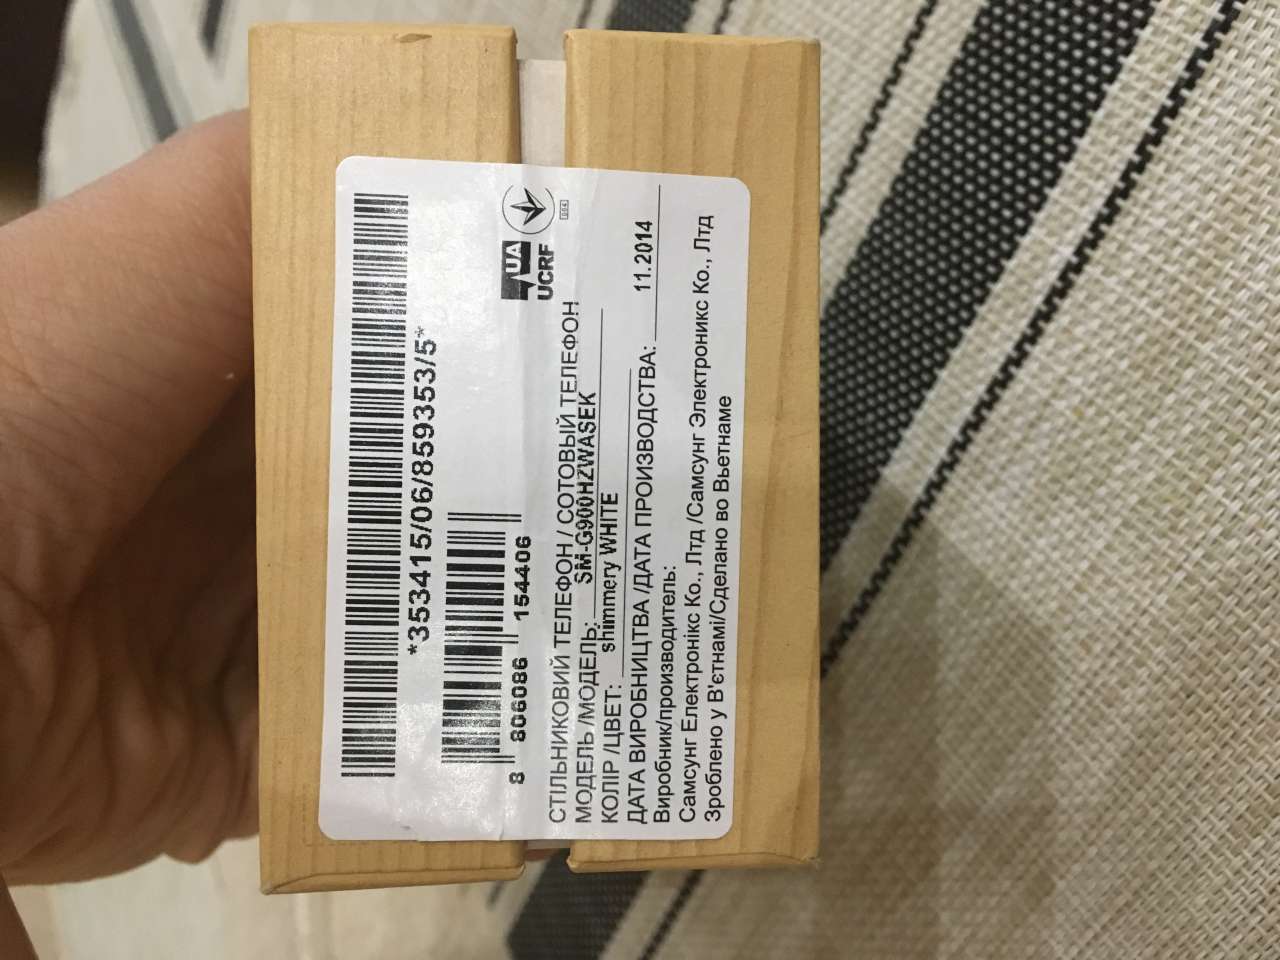 *353415/06/859353/5*
8 806086 154406
UA
UCRF
СТІЛЬНИКОВИЙ ТЕЛЕФОН / СОТОВЫЙ ТЕЛЕФОН
МОДЕЛЬ /МОДЕЛЬ: SM-G900HZWASEK
КОЛІР /ЦВЕТ: shimmery WHITE
ДАТА ВИРОБНИЦТВА /ДАТА ПРОИЗВОДСТВА: 11.2014
Виробник/производитель:
Самсунг Електронікс Ко., Лтд /Самсунг Электроникс Ко., Лтд
Зроблено у В'єтнамі/Сделано во Вьетнаме